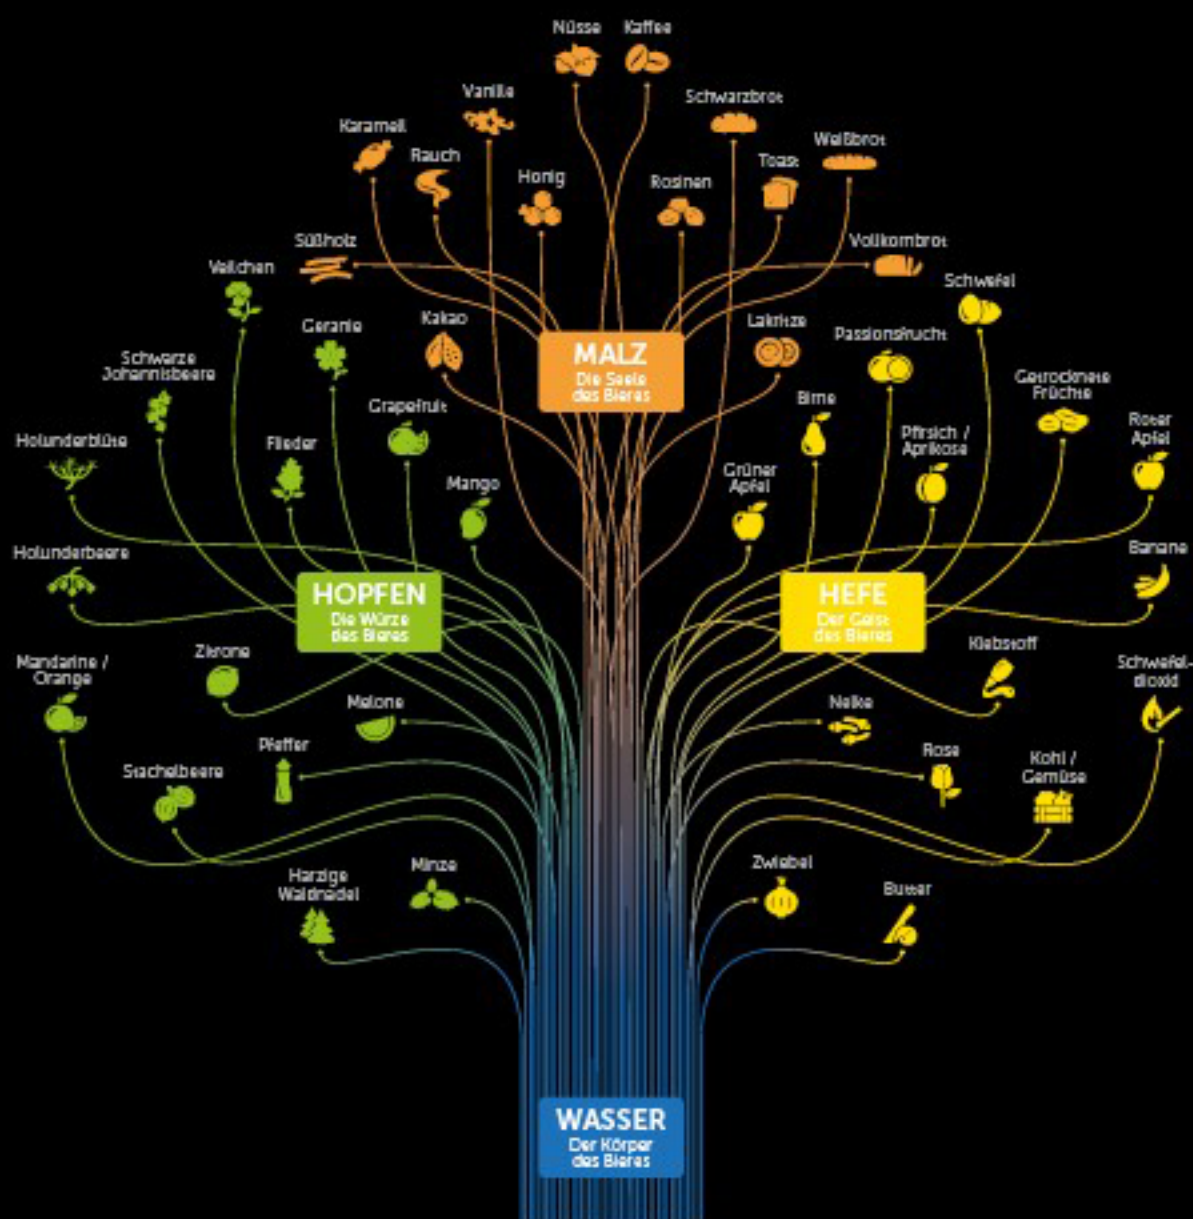 Nüsse
Kaffee
Vanille
Schwarzbrot
Karamell
Weißbrot
Rauch
Toast
Honig
Rosinen
Süßholz
Vollkornbrot
Veilchen
Schwefel
Geranie
Kakao
Lakritze
Passionsfrucht
MALZ
Die Seele
des Bieres
Schwarze
Johannisbeere
Getrocknete
Früchte
Grapefruit
Birne
Roter
Apfel
Holunderblüte
Flieder
Pfirsich /
Aprikose
Mango
Grüner
Apfel
Holunderbeere
Banane
HOPFEN
Die Würze
des Bieres
HEFE
Der Geist
des Bieres
Zitrone
Klebstoff
Mandarine /
Orange
Schwefel-
dioxid
Melone
Nelke
Pfeffer
Rose
Stachelbeere
Kohl /
Gemüse
Minze
Zwiebel
Harzige
Waldnadel
Butter
WASSER
Der Körper
des Bieres